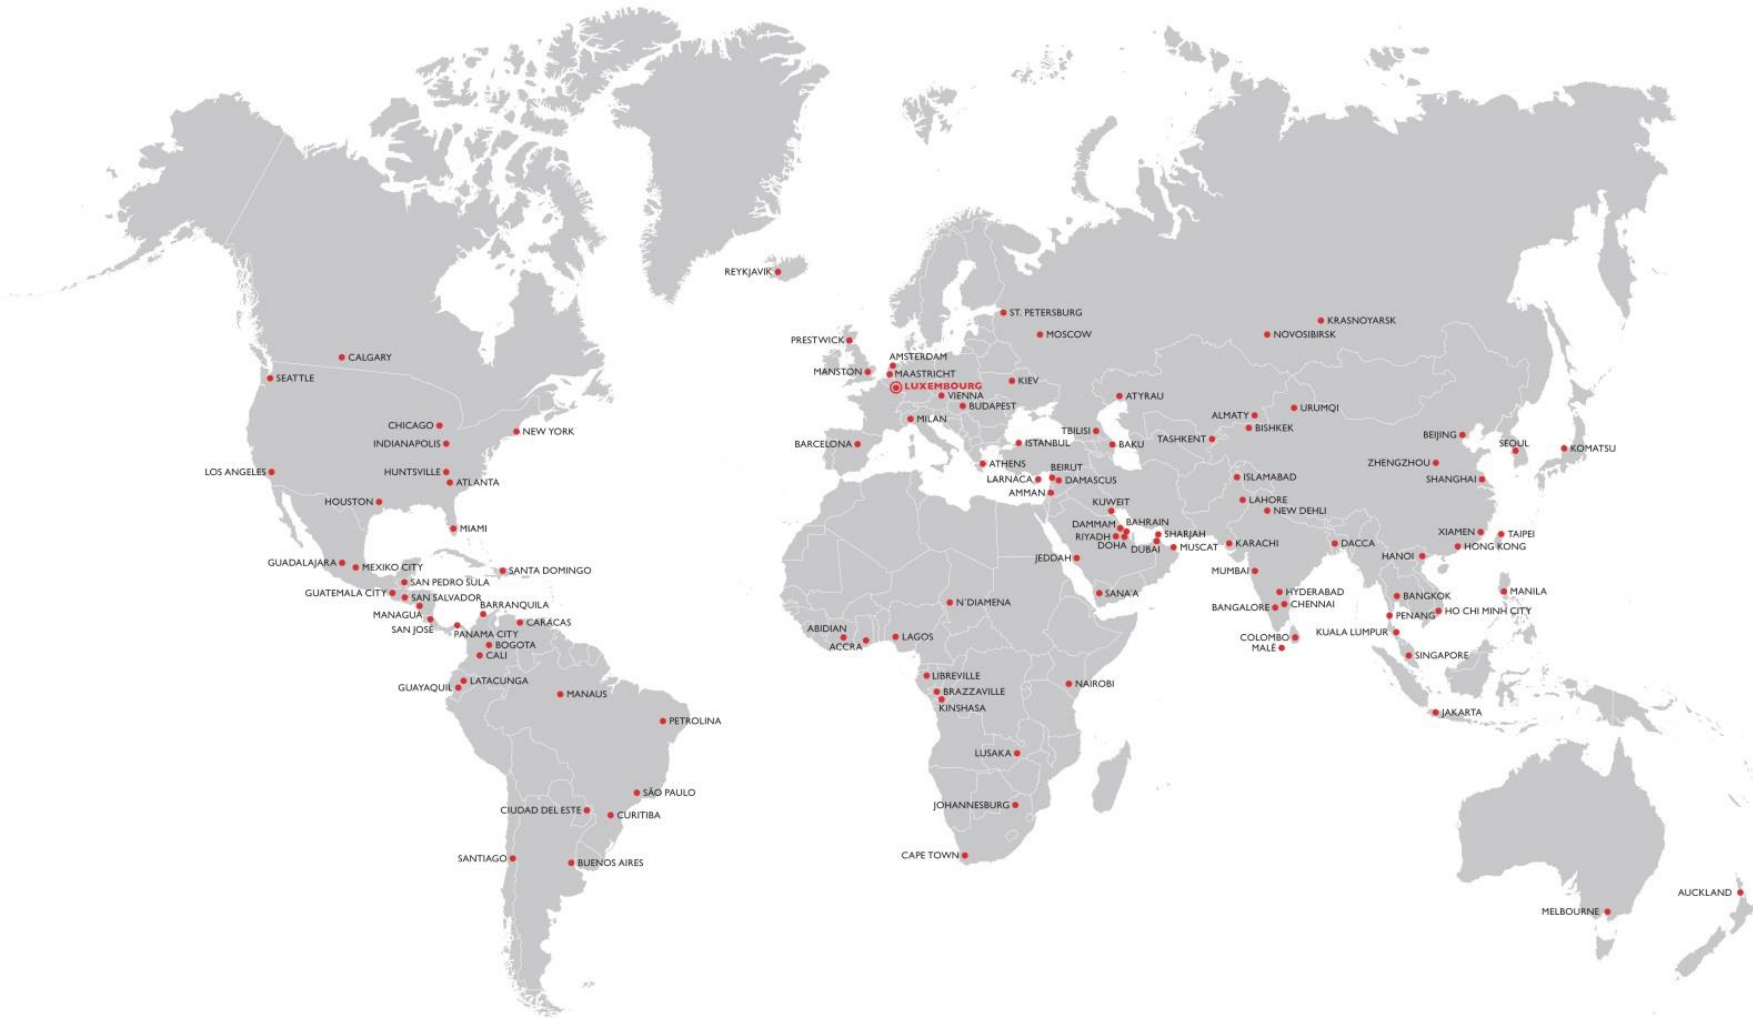 REYKJAVIK
ST. PETERSBURG
KRASNOYARSK
MOSCOW
NOVOSIBIRSK
PRESTWICK
AMSTERDAM
CALGARY
MANSTON
MAASTRICHT
SEATTLE
KIEV
LUXEMBOURG
VIENNA
ATYRAU
BUDAPEST
URUMQI
ALMATY
MILAN
CHICAGO
BISHKEK
NEW YORK
TBILISI
BEIJING
TASHKENT
INDIANAPOLIS
BARCELONA
ISTANBUL
BAKU
SEOUL
KOMATSU
ATHENS
BEIRUT
ZHENGZHOU
LOS ANGELES
HUNTSVILLE
ISLAMABAD
LARNACA
DAMASCUS
SHANGHAI
ATLANTA
AMMAN
HOUSTON
KUWEIT
LAHORE
NEW DEHLI
MIAMI
DAMMAM
BAHRAIN
XIAMEN
TAIPEI
RIYADH
SHARJAH
DOHA
DUBAI
MUSCAT
KARACHI
DACCA
HONG KONG
JEDDAH
HANOI
GUADALAJARA
MEXIKO CITY
SANTA DOMINGO
MUMBAI
SAN PEDRO SULA
GUATEMALA CITY
SAN SALVADOR
SANA'A
HYDERABAD
BANGKOK
MANILA
BARRANQUILA
N´DIAMENA
BANGALORE
CHENNAI
HO CHI MINH CITY
MANAGUA
PENANG
CARACAS
SAN JOSÉ
PANAMA CITY
ABIDIAN
LAGOS
KUALA LUMPUR
COLOMBO
BOGOTA
ACCRA
MALÉ
CALI
SINGAPORE
LIBREVILLE
LATACUNGA
GUAYAQUIL
MANAUS
BRAZZAVILLE
NAIROBI
KINSHASA
JAKARTA
PETROLINA
LUSAKA
SÃO PAULO
JOHANNESBURG
CIUDAD DEL ESTE
CURITIBA
CAPE TOWN
SANTIAGO
BUENOS AIRES
AUCKLAND
MELBOURNE